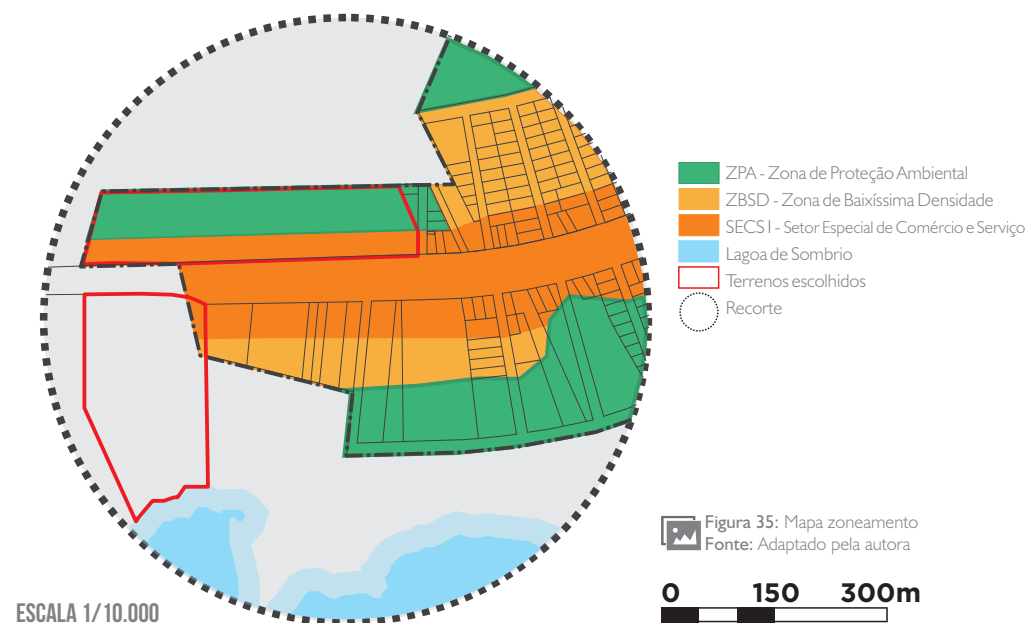 ZPA - Zona de Proteção Ambiental
ZBSD - Zona de Baixíssima Densidade
SECS I - Setor Especial de Comércio e Serviço
Lagoa de Sombrio
Terrenos escolhidos
Recorte
Figura 35: Mapa zoneamento
Fonte: Adaptado pela autora
0 150 300m
ESCALA 1/10.000